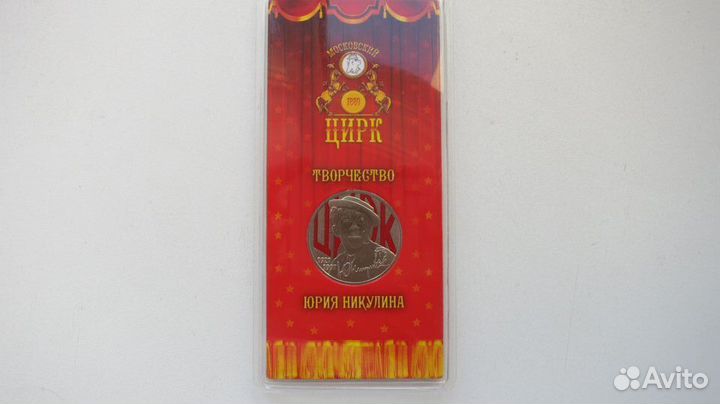 МОСКОВСКИЙ
1880
ЦИРК
ТВОРЧЕСТВО
ЦИРК
ЮРИЯ НИКУЛИНА
Avito